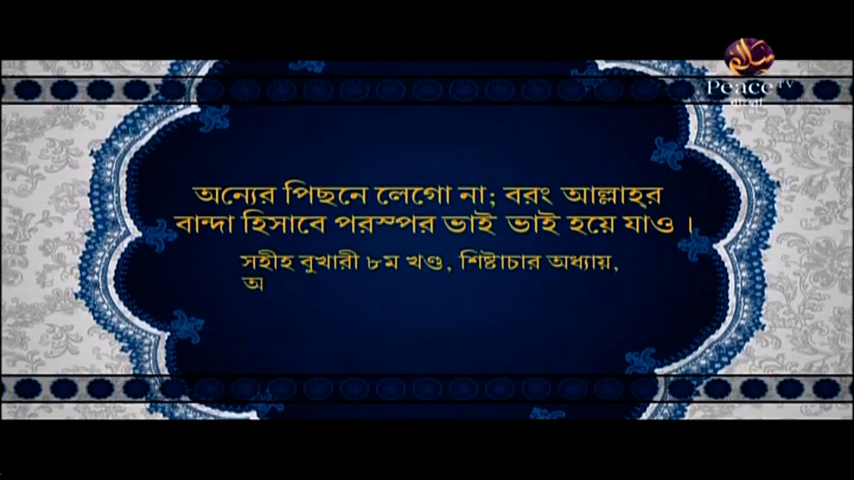 Peace TV
বাংলা
অন্যের পিছনে লেগো না; বরং আল্লাহ্‌র
বান্দা হিসাবে পরস্পর ভাই ভাই হয়ে যাও।
সহীহ বুখারী ৮ম খণ্ড, শিষ্টাচার অধ্যায়,
অ